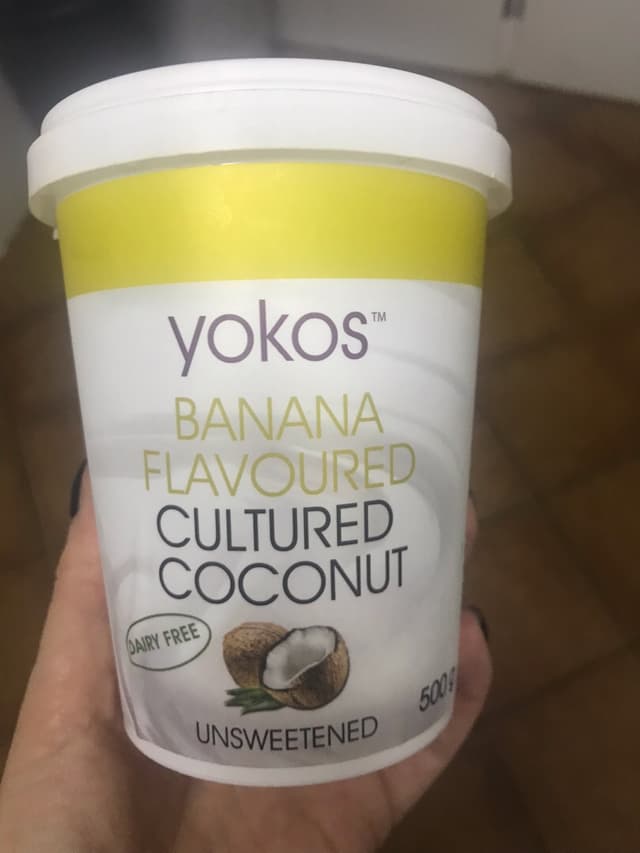 yokos™
BANANA
FLAVOURED
CULTURED
COCONUT
DAIRY FREE
500g
UNSWEETENED